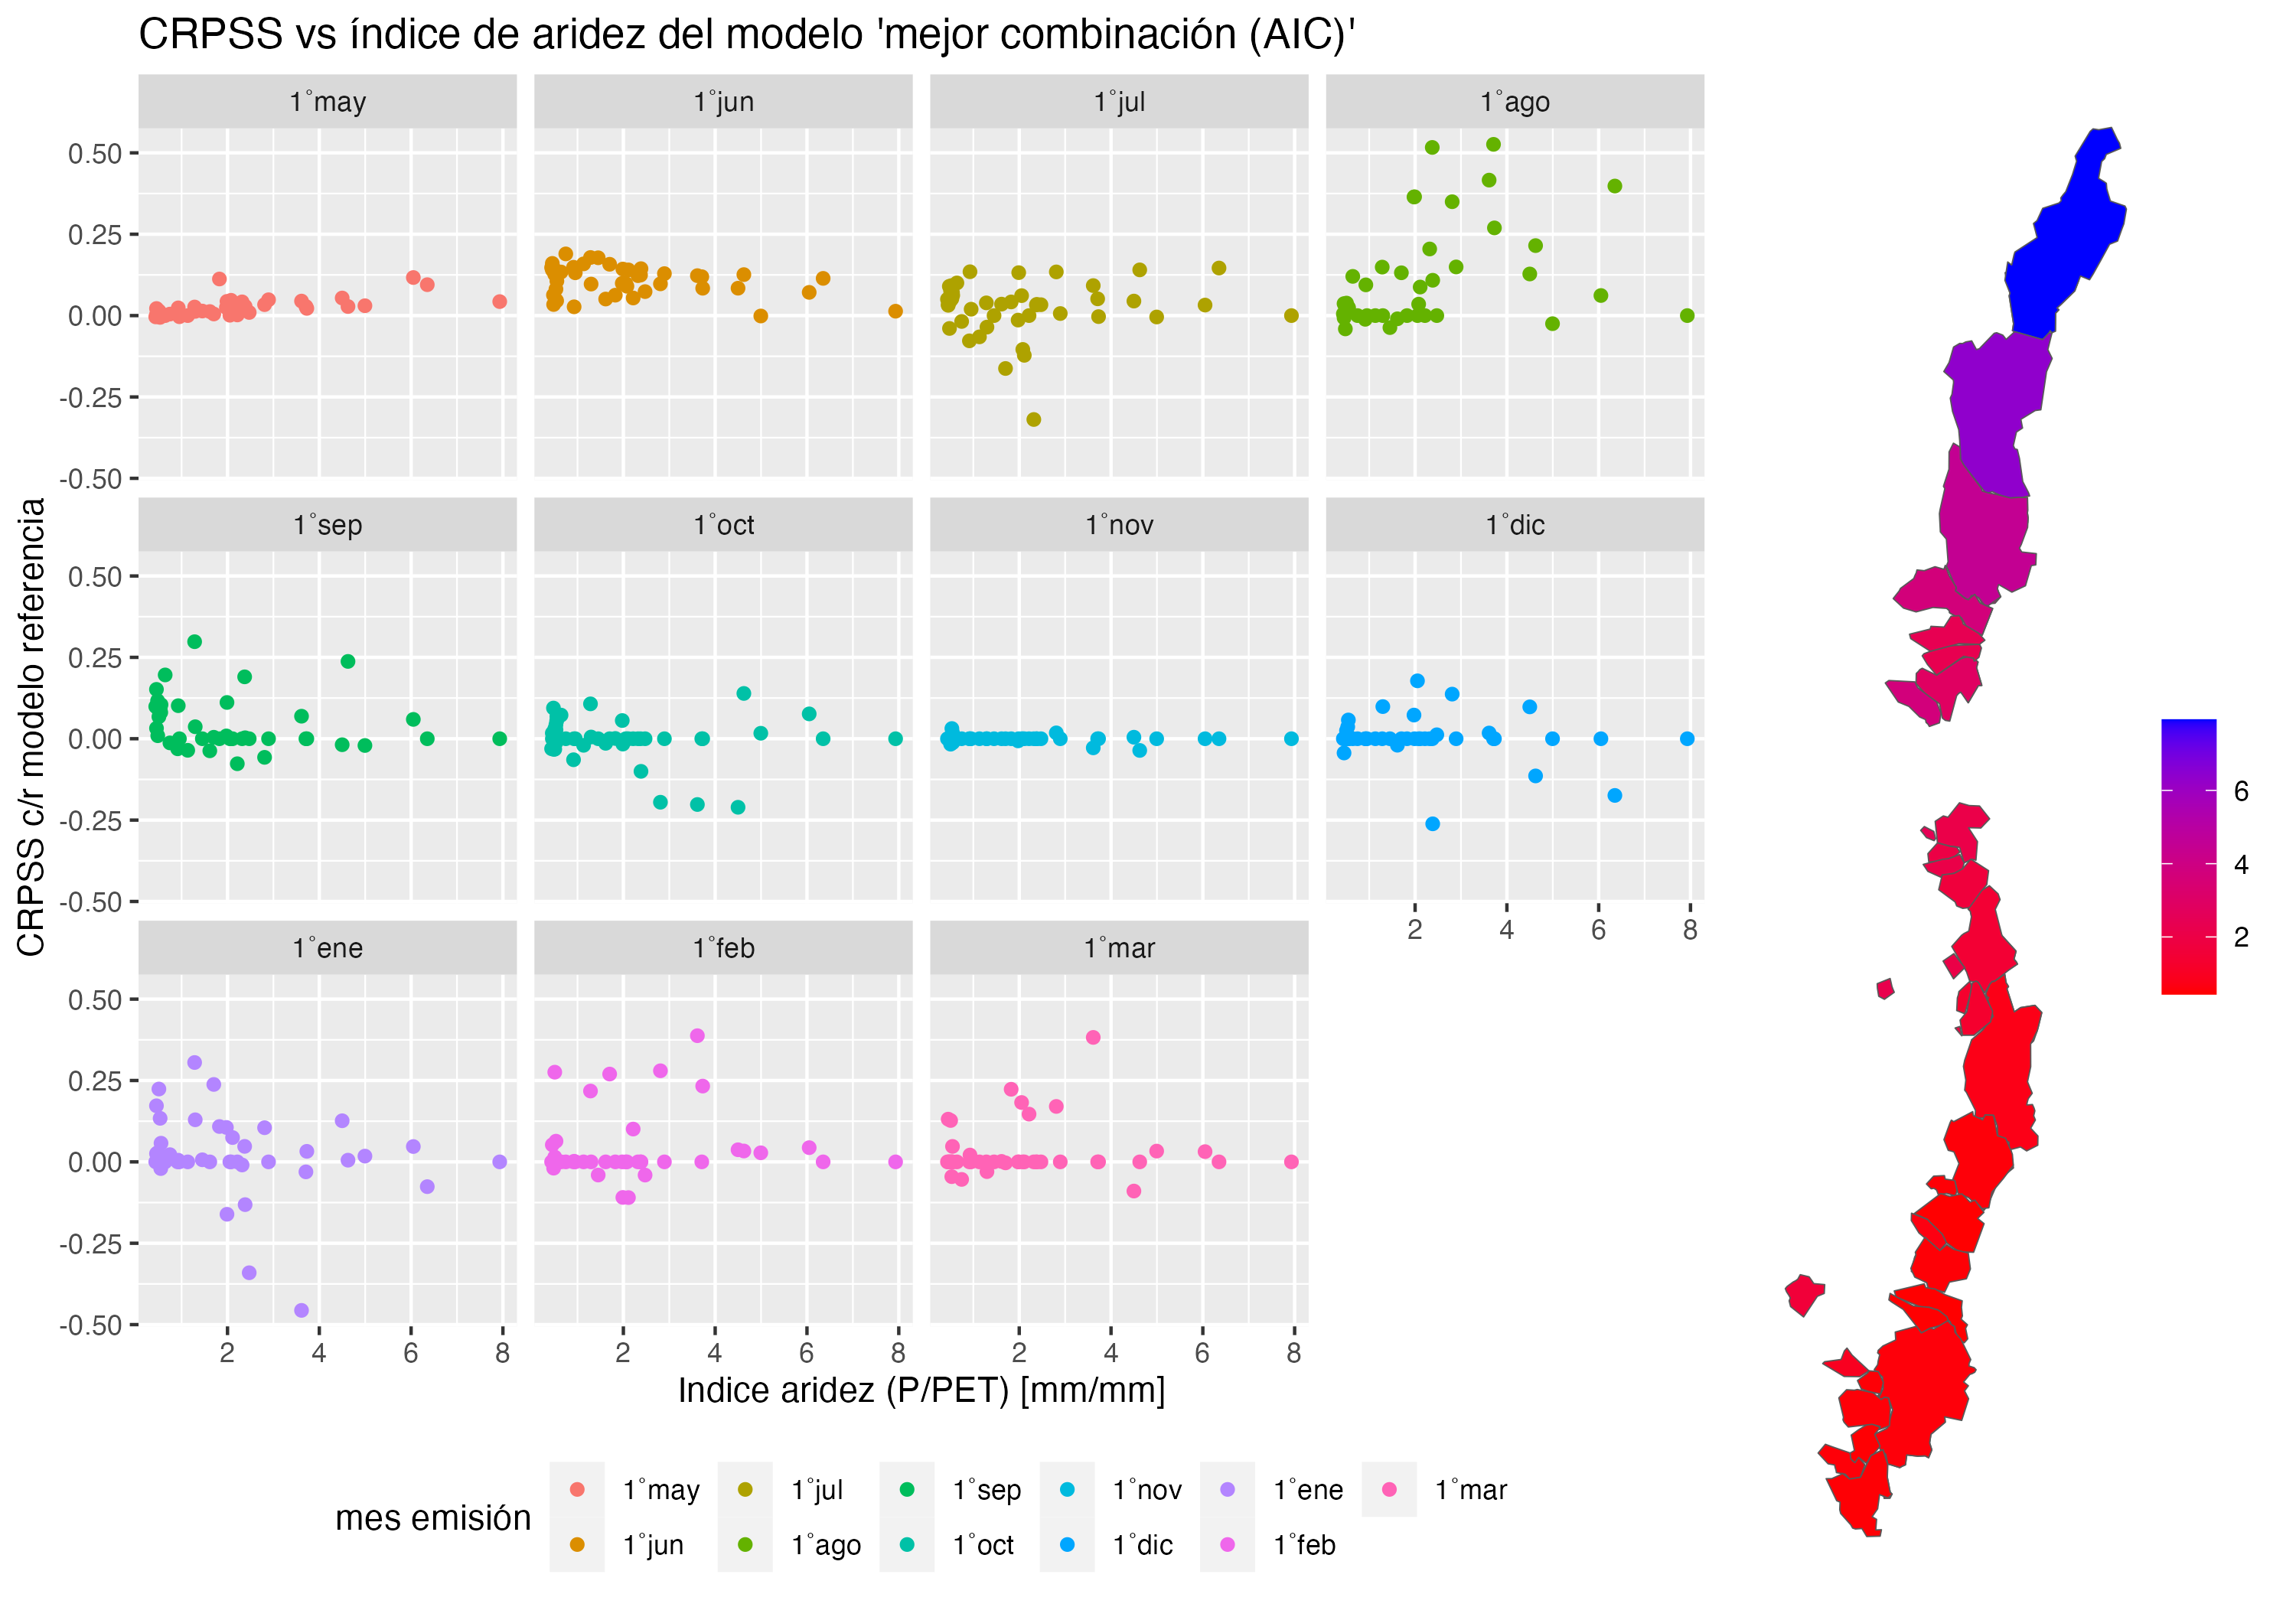 CRPSS vs índice de aridez del modelo 'mejor combinación (AIC)'
1°may 1°jun 1°jul 1°ago
0.50
0.25
0.00
-0.25
-0.50
1°sep 1°oct 1°nov 1°dic
0.50
0.25
0.00
-0.25
-0.50
2 4 6 8
1°ene 1°feb 1°mar
0.50
0.25
0.00
-0.25
-0.50
2 4 6 8 2 4 6 8 2 4 6 8
CRPSS c/r modelo referencia
Indice aridez (P/PET) [mm/mm]
mes emisión
1°may 1°jul 1°sep 1°nov 1°ene 1°mar
1°jun 1°ago 1°oct 1°dic 1°feb
6
4
2